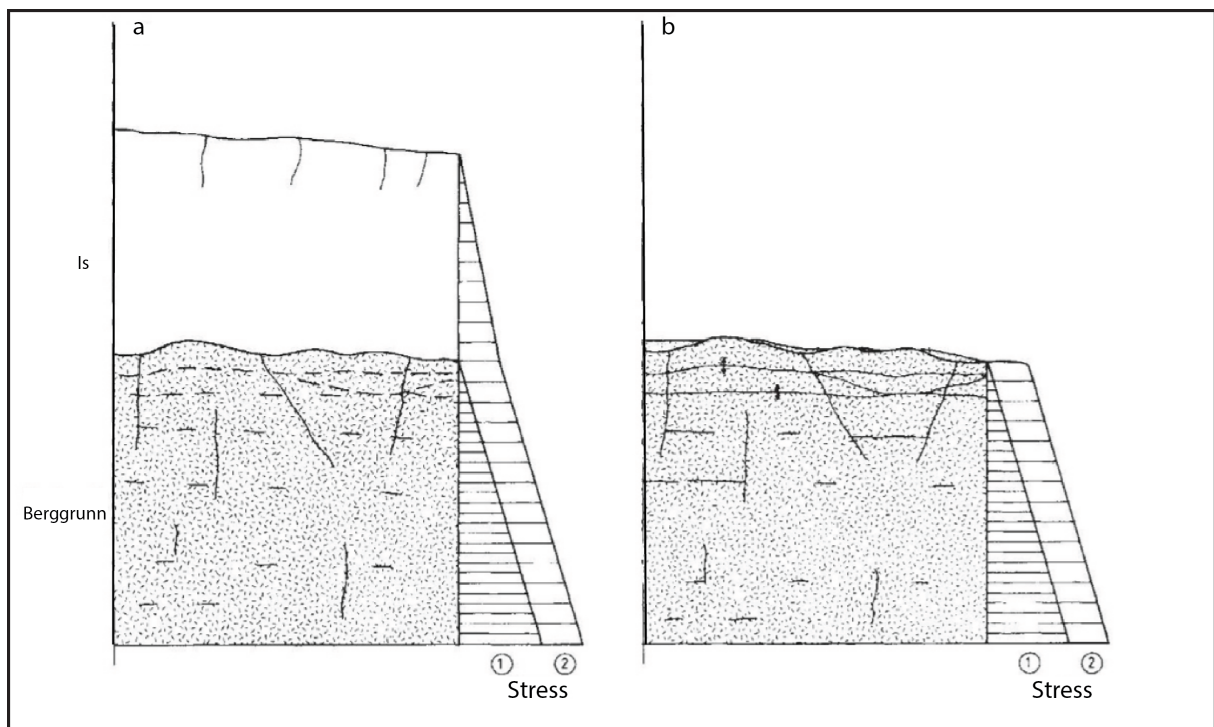 a
b
Is
Berggrunn
① ②
Stress
① ②
Stress